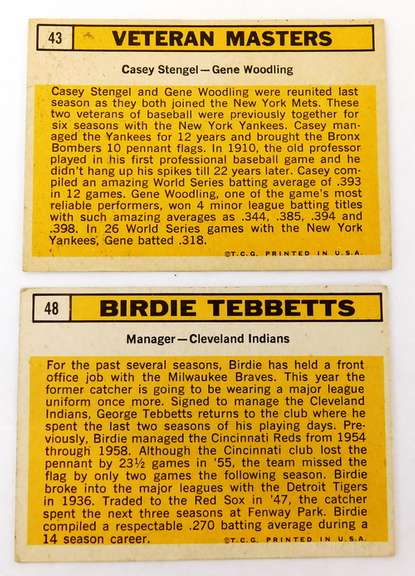 43 VETERAN MASTERS
Casey Stengel—Gene Woodling
Casey Stengel and Gene Woodling were reunited last
season as they both joined the New York Mets. These
two veterans of baseball were previously together for
six seasons with the New York Yankees. Casey man-
aged the Yankees for 12 years and brought the Bronx
Bombers 10 pennant flags. In 1910, the old professor
played in his first professional baseball game and he
didn't hang up his spikes till 22 years later. Casey com-
piled an amazing World Series batting average of .393
in 12 games. Gene Woodling, one of the game's most
reliable performers, won 4 minor league batting titles
with such amazing averages as .344, .385, .394 and
.398. In 26 World Series games with the New York
Yankees, Gene batted .318.
©T.C.G. PRINTED IN U.S.A.
48 BIRDIE TEBBETTS
Manager—Cleveland Indians
For the past several seasons, Birdie has held a front
office job with the Milwaukee Braves. This year the
former catcher is going to be wearing a major league
uniform once more. Signed to manage the Cleveland
Indians, George Tebbetts returns to the club where he
spent the last two seasons of his playing days. Pre-
viously, Birdie managed the Cincinnati Reds from 1954
through 1958. Although the Cincinnati club lost the
pennant by 23½ games in '55, the team missed the
flag by only two games the following season. Birdie
broke into the major leagues with the Detroit Tigers
in 1936. Traded to the Red Sox in '47, the catcher
spent the next three seasons at Fenway Park. Birdie
compiled a respectable .270 batting average during a
14 season career.
©T.C.G. PRINTED IN U.S.A.